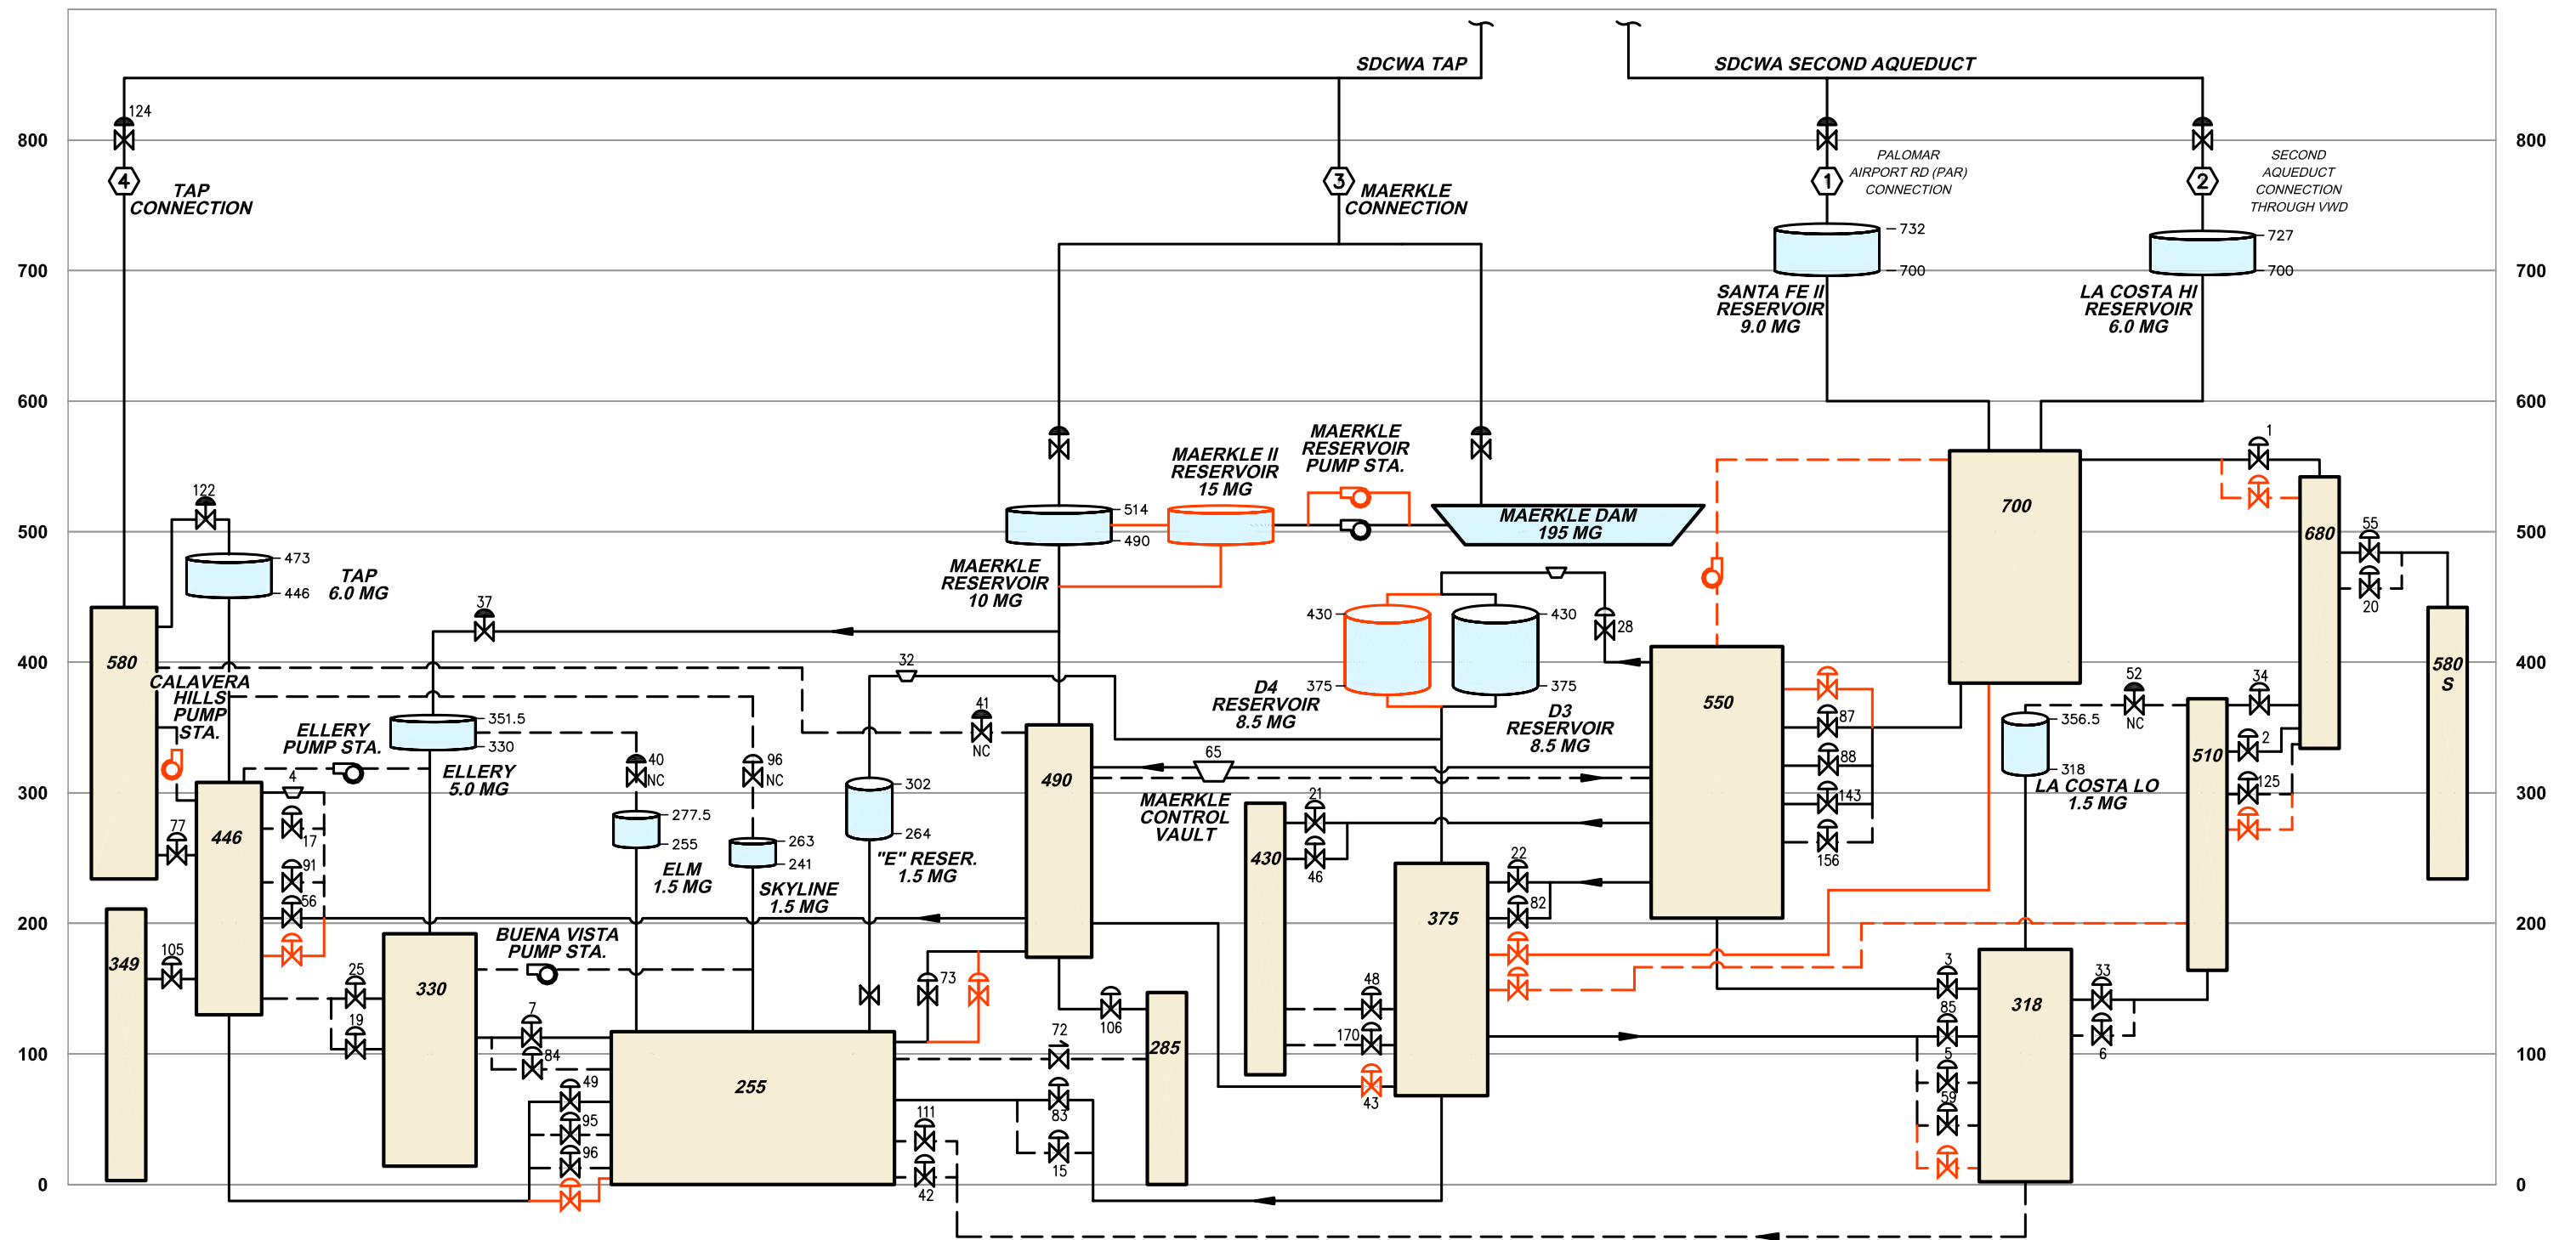 SDCWA TAP
SDCWA SECOND AQUEDUCT
124
800
800
4
TAP
CONNECTION
3
MAERKLE
CONNECTION
1
PALOMAR
AIRPORT RD (PAR)
CONNECTION
2
SECOND
AQUEDUCT
CONNECTION
THROUGH VWD
732
700
727
700
700
700
SANTA FE II
RESERVOIR
9.0 MG
LA COSTA HI
RESERVOIR
6.0 MG
600
600
MAERKLE
RESERVOIR
PUMP STA.
MAERKLE II
RESERVOIR
15 MG
1
122
514
490
MAERKLE DAM
195 MG
700
680
55
20
500
500
473
446
TAP
6.0 MG
MAERKLE
RESERVOIR
10 MG
37
430
375
430
375
28
580
S
400
400
580
CALAVERA
HILLS
PUMP
STA.
32
D4
RESERVOIR
8.5 MG
D3
RESERVOIR
8.5 MG
550
87
88
143
156
52
NC
34
356.5
318
LA COSTA LO
1.5 MG
510
2
125
351.5
330
ELLERY
PUMP STA.
ELLERY
5.0 MG
40
NC
96
NC
41
NC
65
490
MAERKLE
CONTROL
VAULT
300
300
4
17
91
56
446
77
277.5
255
ELM
1.5 MG
263
241
SKYLINE
1.5 MG
302
264
"E" RESER.
1.5 MG
21
46
430
22
82
375
200
200
349
105
25
19
330
BUENA VISTA
PUMP STA.
7
84
73
106
285
72
48
170
43
3
85
5
59
318
33
6
100
100
255
49
95
96
111
42
83
15
0
0